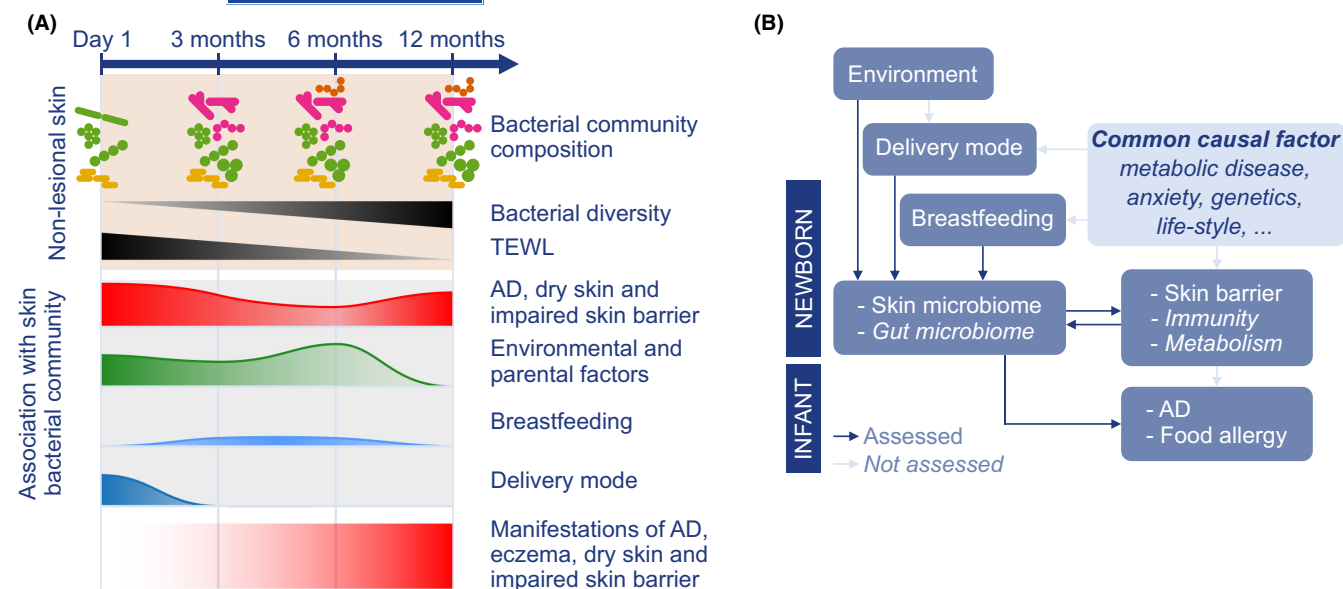 (A)
Day 1
3 months
6 months
12 months
Non-lesional skin
Bacterial community
composition
Bacterial diversity
TEWL
Association with skin
bacterial community
AD, dry skin and
impaired skin barrier
Environmental and
parental factors
Breastfeeding
Delivery mode
Manifestations of AD,
eczema, dry skin and
impaired skin barrier
(B)
Environment
Delivery mode
Breastfeeding
Common causal factor
metabolic disease,
anxiety, genetics,
life-style, ...
NEWBORN
- Skin microbiome
- Gut microbiome
- Skin barrier
- Immunity
- Metabolism
INFANT
- AD
- Food allergy
Assessed
Not assessed